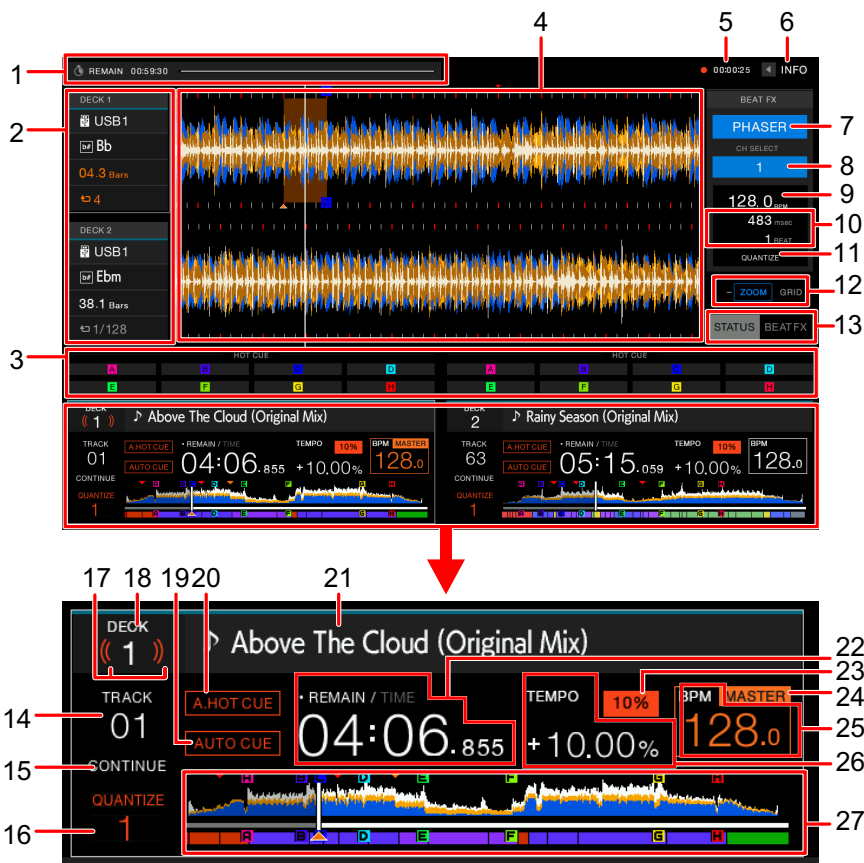 4 5 6
1 REMAIN 00:59:30 00:00:25 INFO
2 DECK 1 BEAT FX
USB1 PHASER 7
b# Bb CH SELECT
04.3 Bars 1 8
4 128.0 BPM 9
DECK 2 483 msec 10
USB1 1 BEAT
b# Ebm QUANTIZE 11
38.1 Bars – ZOOM GRID 12
1/128 STATUS BEAT FX 13
3 HOT CUE HOT CUE
A B C D A B C D
E F G H E F G H
DECK 1 ♪ Above The Cloud (Original Mix) DECK 2 ♪ Rainy Season (Original Mix)
TRACK A.HOT CUE • REMAIN / TIME TEMPO 10% BPM MASTER TRACK A.HOT CUE • REMAIN / TIME TEMPO 10% BPM
01 AUTO CUE 04:06.855 +10.00% 128.0 63 AUTO CUE 05:15.059 +10.00% 128.0
CONTINUE CONTINUE
QUANTIZE QUANTIZE
1 A B C D E F G H 1 A B C D E F G H
17 18 19 20 21
DECK
1 ♪ Above The Cloud (Original Mix) 22
23
TRACK A.HOT CUE • REMAIN / TIME TEMPO 10% BPM MASTER 24
14 01 AUTO CUE 04:06.855 +10.00% 128.0 25
15 CONTINUE 26
QUANTIZE A B C D E F G H
16 1 A B C D E F G H 27